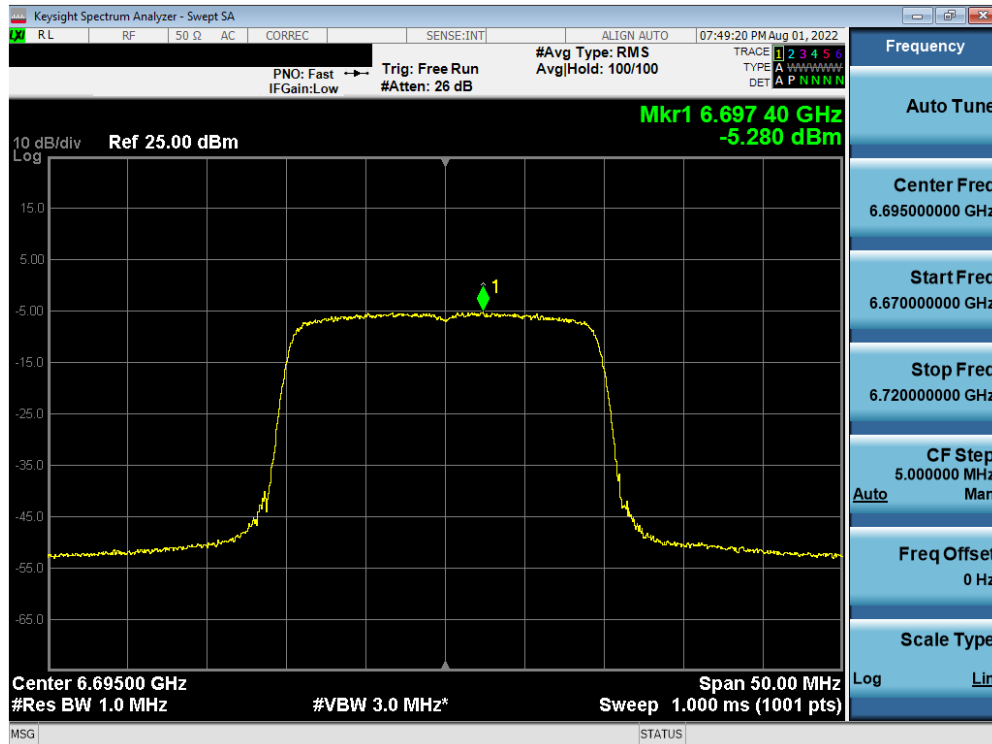 Keysight Spectrum Analyzer - Swept SA
LXI RL RF 50 Ω AC CORREC SENSE:INT ALIGN AUTO 07:49:20 PM Aug 01, 2022
PNO: Fast Trig: Free Run #Avg Type: RMS TRACE 1 2 3 4 5 6
IFGain:Low #Atten: 26 dB Avg|Hold: 100/100 TYPE A WWWWW
DET A P N N N N
Mkr1 6.697 40 GHz
-5.280 dBm
10 dB/div Ref 25.00 dBm
Log
15.0
5.00
1
-5.00
-15.0
-25.0
-35.0
-45.0
-55.0
-65.0
Center 6.69500 GHz Span 50.00 MHz
#Res BW 1.0 MHz #VBW 3.0 MHz* Sweep 1.000 ms (1001 pts)
MSG STATUS
Frequency
Auto Tune
Center Freq
6.695000000 GHz
Start Freq
6.670000000 GHz
Stop Freq
6.720000000 GHz
CF Step
5.000000 MHz
Auto Man
Freq Offset
0 Hz
Scale Type
Log Lin